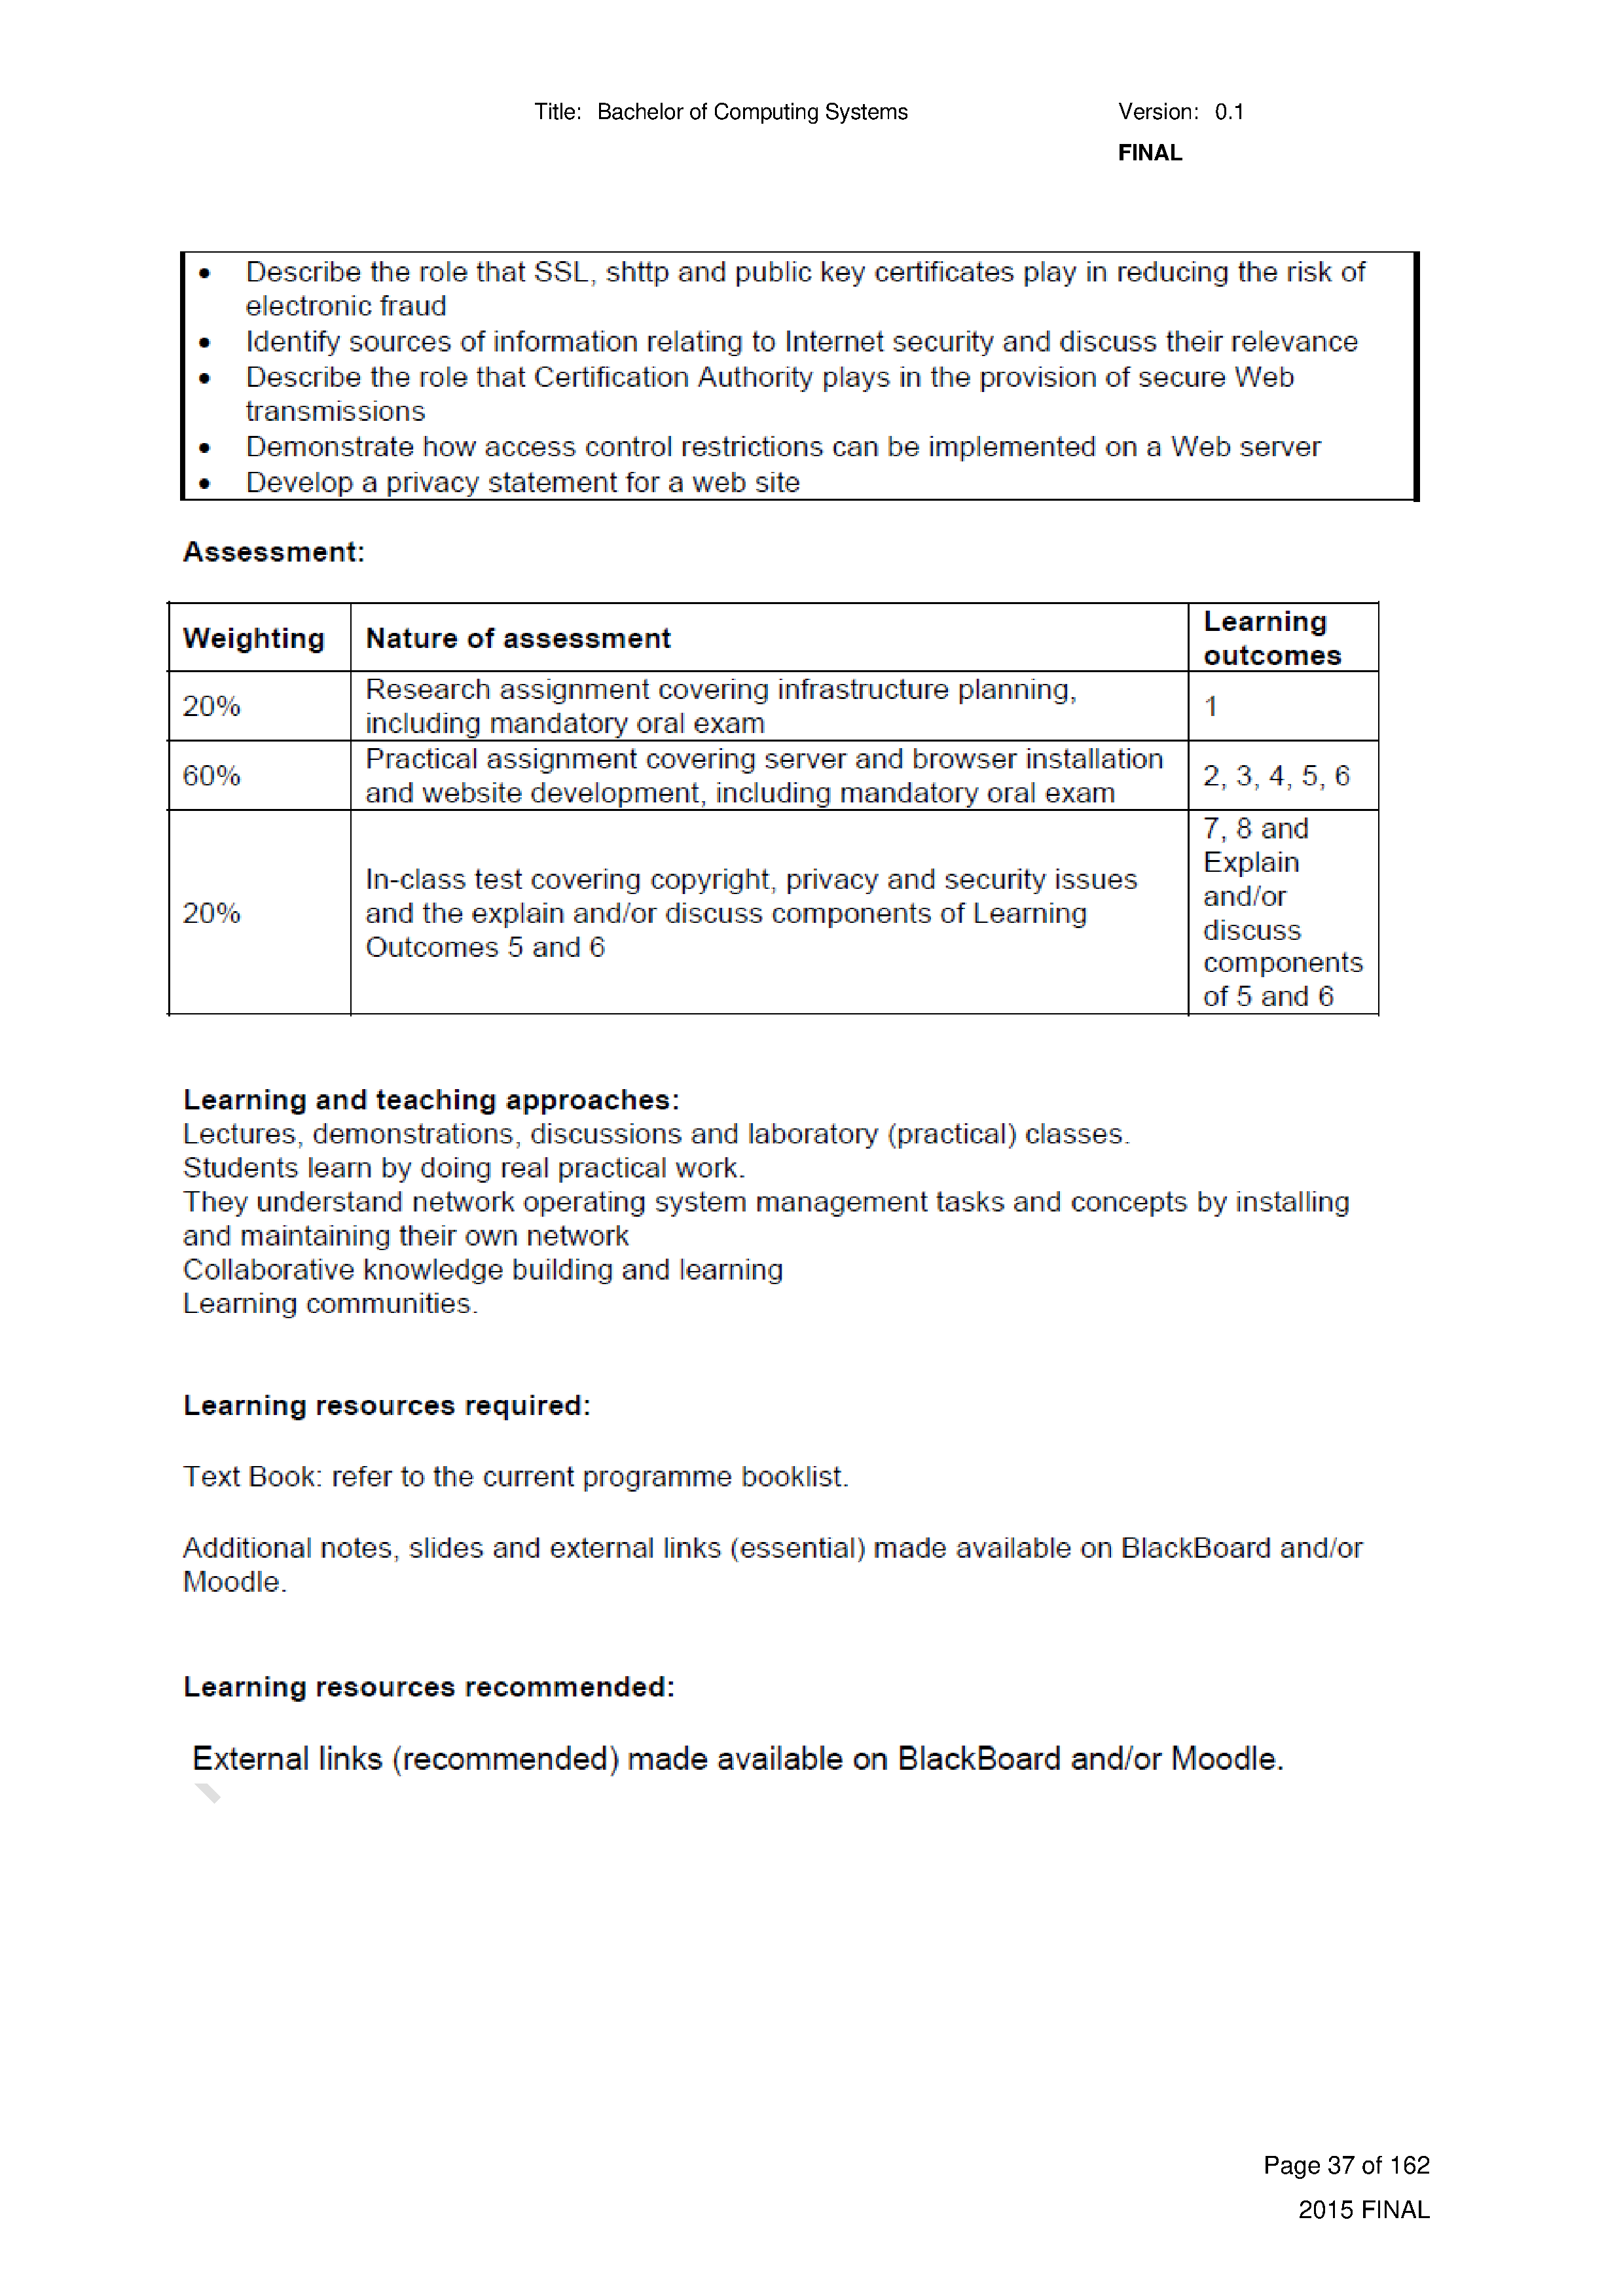 Title: Bachelor of Computing Systems Version: 0.1
FINAL
• Describe the role that SSL, shttp and public key certificates play in reducing the risk of
electronic fraud
• Identify sources of information relating to Internet security and discuss their relevance
• Describe the role that Certification Authority plays in the provision of secure Web
transmissions
• Demonstrate how access control restrictions can be implemented on a Web server
• Develop a privacy statement for a web site
Assessment:
Weighting Nature of assessment Learning
outcomes
20% Research assignment covering infrastructure planning,
including mandatory oral exam 1
60% Practical assignment covering server and browser installation
and website development, including mandatory oral exam 2, 3, 4, 5, 6
20% In-class test covering copyright, privacy and security issues
and the explain and/or discuss components of Learning
Outcomes 5 and 6
7, 8 and
Explain
and/or
discuss
components
of 5 and 6
Learning and teaching approaches:
Lectures, demonstrations, discussions and laboratory (practical) classes.
Students learn by doing real practical work.
They understand network operating system management tasks and concepts by installing
and maintaining their own network
Collaborative knowledge building and learning
Learning communities.
Learning resources required:
Text Book: refer to the current programme booklist.
Additional notes, slides and external links (essential) made available on BlackBoard and/or
Moodle.
Learning resources recommended:
External links (recommended) made available on BlackBoard and/or Moodle.
Page 37 of 162
2015 FINAL